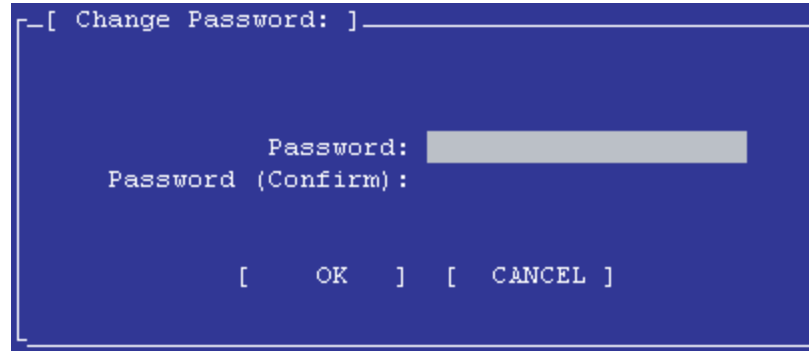 [ Change Password: ]
Password:
Password (Confirm):
[ OK ] [ CANCEL ]